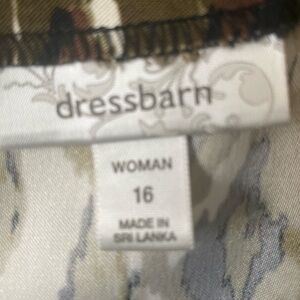 dressbarn
WOMAN
16
MADE IN
SRI LANKA